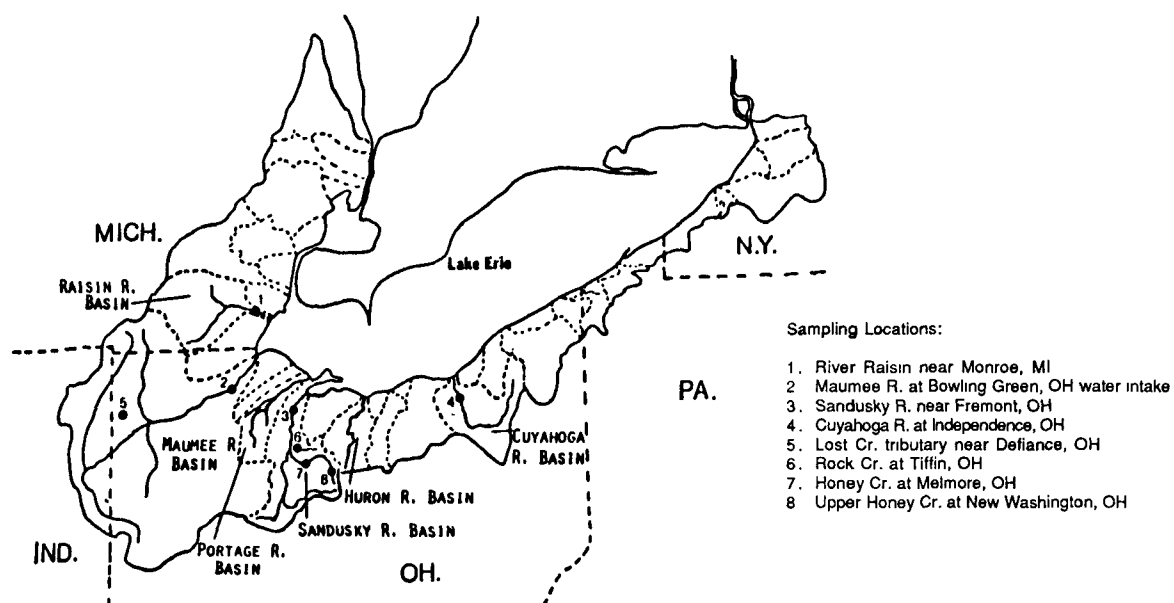 MICH.
RAISIN R.
BASIN
1
Lake Erie
N.Y.
2
5
3
4
6
7
8
MAUMEE R
BASIN
CUYAHOGA
R. BASIN
HURON R. BASIN
SANDUSKY R. BASIN
PORTAGE R.
BASIN
IND.
OH.
PA.
Sampling Locations:
1. River Raisin near Monroe, MI
2 Maumee R. at Bowling Green, OH water intake
3. Sandusky R. near Fremont, OH
4. Cuyahoga R. at Independence, OH
5. Lost Cr. tributary near Defiance, OH
6. Rock Cr. at Tiffin, OH
7. Honey Cr. at Melmore, OH
8 Upper Honey Cr. at New Washington, OH